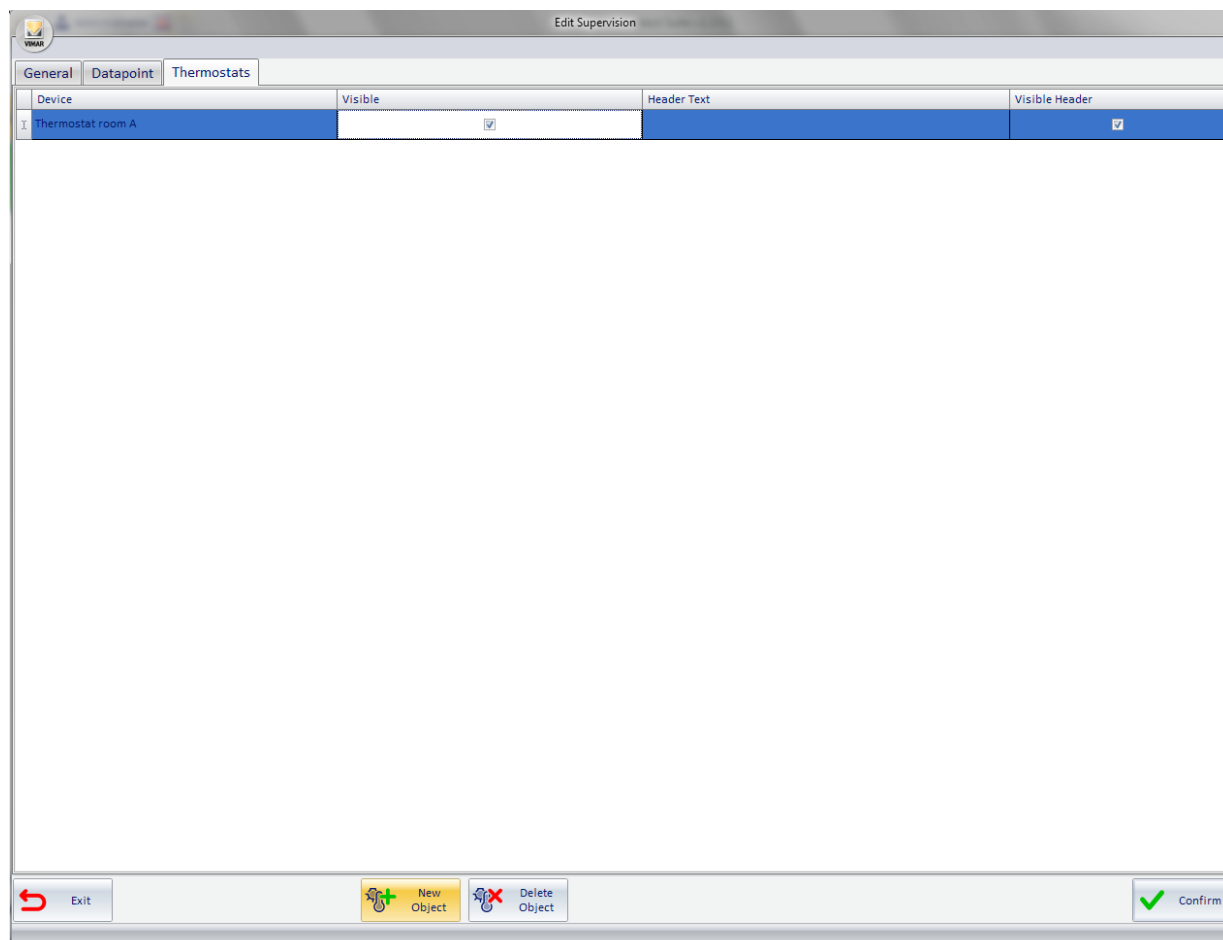 Edit Supervision
VIMAR
General Datapoint Thermostats
Device Visible Header Text Visible Header
Thermostat room A
Exit New Object Delete Object Confirm